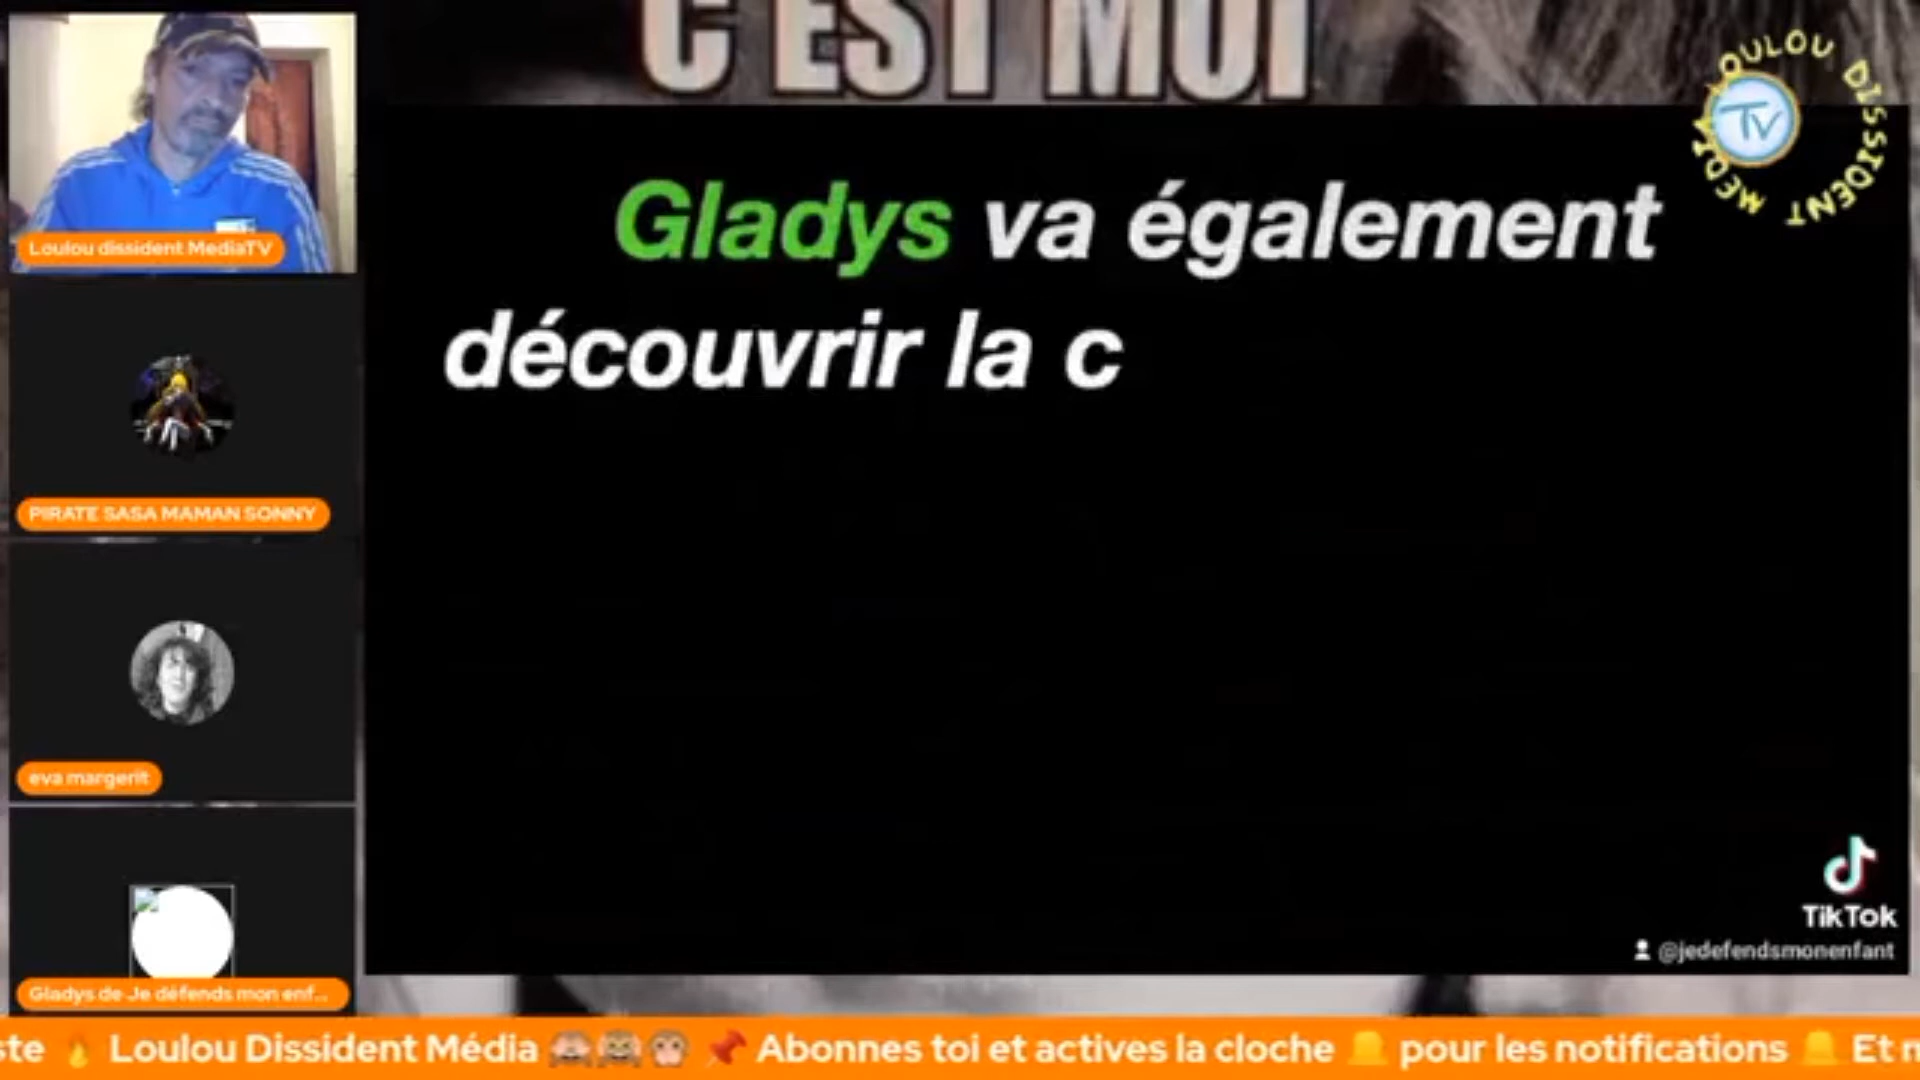 C'EST MOI
LOULOU DISSIDENT MEDIA
TV
Gladys va également
découvrir la c
Loulou dissident MediaTV
PIRATE SASA MAMAN SONNY
eva margerit
Gladys de Je défends mon enf...
TikTok
@jedefendsmonenfant
ste 🔥 Loulou Dissident Média 🙈🙉🙊 📌 Abonnes toi et actives la cloche 🔔 pour les notifications 🔔 Et